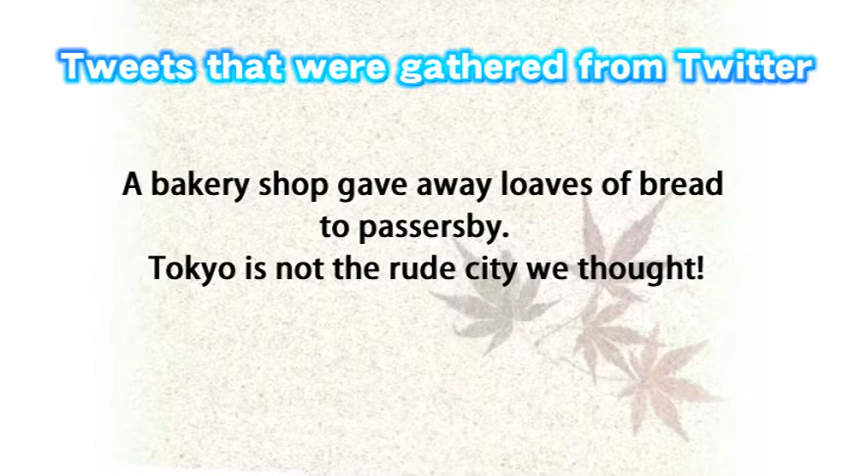 Tweets that were gathered from Twitter
A bakery shop gave away loaves of bread
to passersby.
Tokyo is not the rude city we thought!